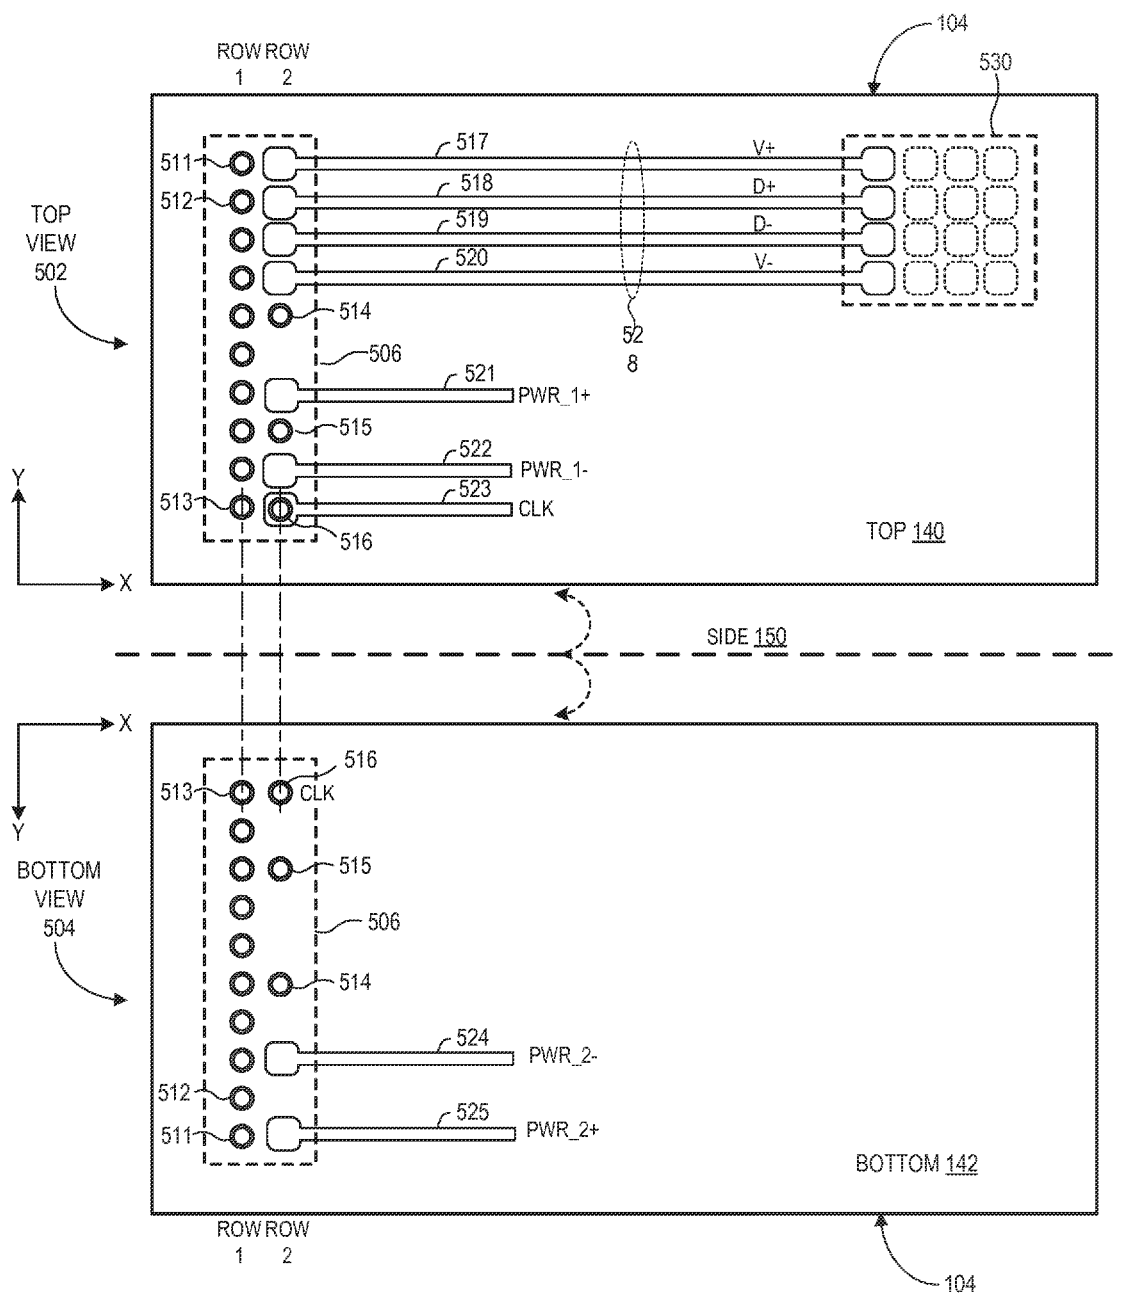 ROW ROW
1 2
104
530
511
517
V+
512
518
D+
519
D-
520
V-
TOP
VIEW
502
514
52
8
506
521
PWR_1+
515
522
PWR_1-
Y
513
523
CLK
516
TOP 140
X
SIDE 150
X
516
513
CLK
Y
515
BOTTOM
VIEW
504
506
514
524
PWR_2-
512
525
511
PWR_2+
BOTTOM 142
ROW ROW
1 2
104